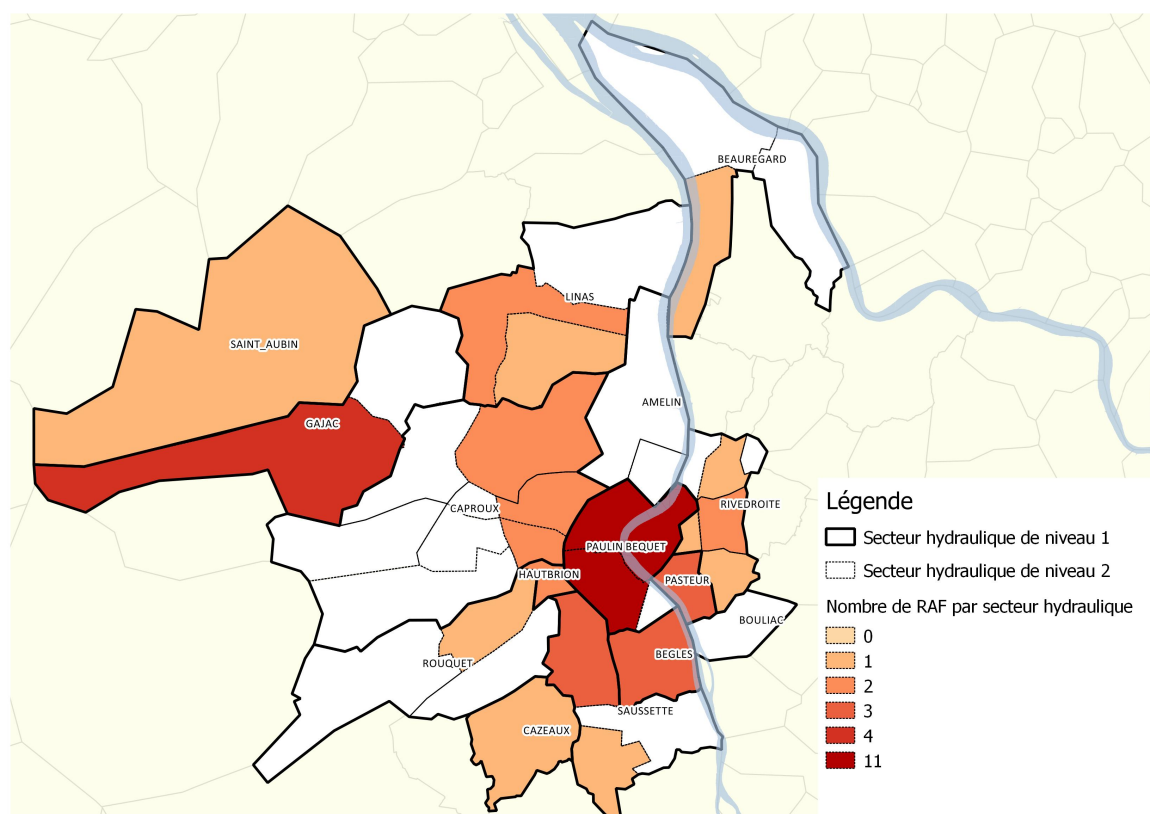 BEAUREGARD
LINAS
SAINT_AUBIN
AMELIN
GAJAC
CAPROUX
RIVEDROITE
PAULIN BEQUET
HAUTBRION
PASTEUR
BOULIAC
BEGLES
ROUQUET
SAUSSETTE
CAZEAUX
Légende
Secteur hydraulique de niveau 1
Secteur hydraulique de niveau 2
Nombre de RAF par secteur hydraulique
0
1
2
3
4
11